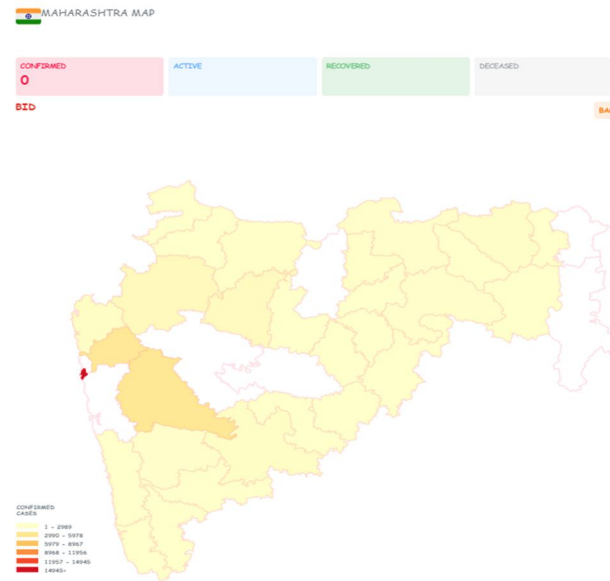 MAHARASHTRA MAP
CONFIRMED
0
ACTIVE
RECOVERED
DECEASED
BID
CONFIRMED
CASES
1 - 2989
2990 - 5978
5979 - 8967
8968 - 11956
11957 - 14945
14945+